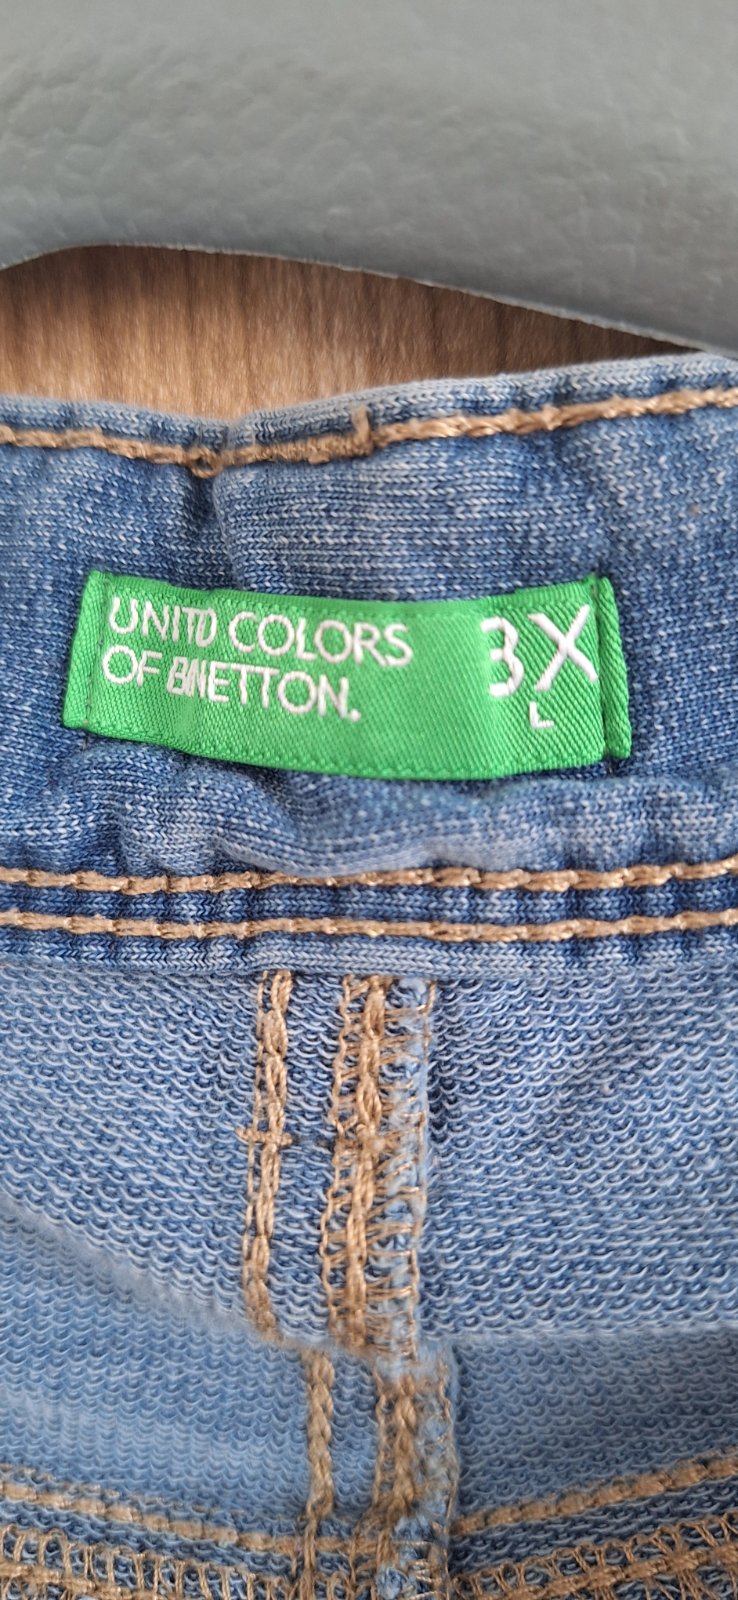 UNITD COLORS
OF BNETTON.
3X
L